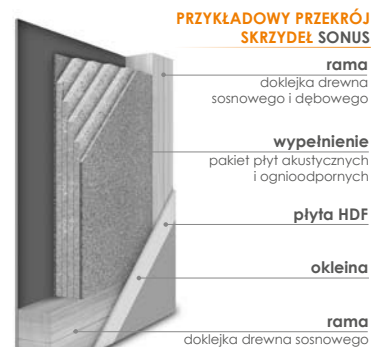 PRZYKŁADOWY PRZEKRÓJ
SKRZYDEŁ SONUS
rama
doklejka drewna
sosnowego i dębowego
wypełnienie
pakiet płyt akustycznych
i ognioodpornych
płyta HDF
okleina
rama
doklejka drewna sosnowego